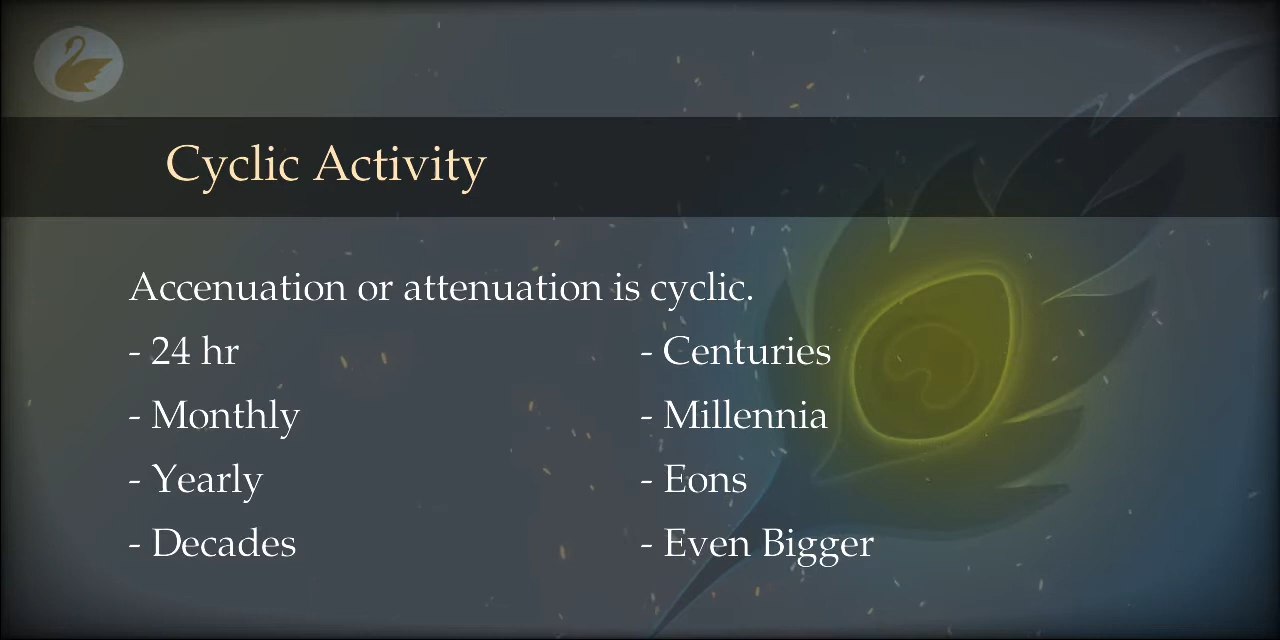 Cyclic Activity
Accenuation or attenuation is cyclic.
- 24 hr
- Monthly
- Yearly
- Decades
- Centuries
- Millennia
- Eons
- Even Bigger